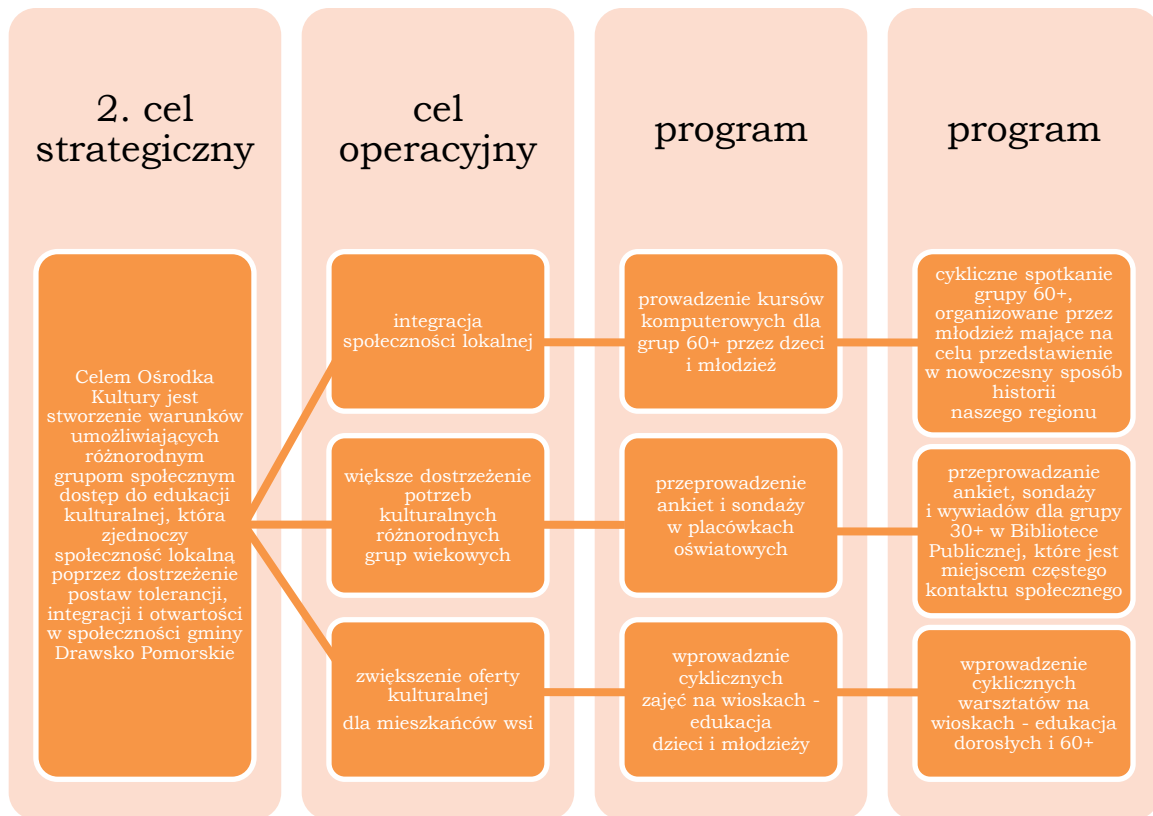 2. cel
strategiczny
cel
operacyjny
program
program
Celem Ośrodka
Kultury jest
stworzenie warunków
umożliwiających
różnorodnym
grupom społecznym
dostęp do edukacji
kulturalnej, która
zjednoczy
społeczność lokalną
poprzez dostrzeżenie
postaw tolerancji,
integracji i otwartości
w społeczności gminy
Drawsko Pomorskie
integracja
społeczności lokalnej
prowadzenie kursów
komputerowych dla
grup 60+ przez dzeci
i młodzież
cykliczne spotkanie
grupy 60+,
organizowane przez
młodzież mające na
celu przedstawienie
w nowoczesny sposób
historii
naszego regionu
większe dostrzeżenie
potrzeb
kulturalnych
różnorodnych
grup wiekowych
przeprowadzenie
ankiet i sondaży
w placówkach
oświatowych
przeprowadzanie
ankiet, sondaży
i wywiadów dla grupy
30+ w Bibliotece
Publicznej, które jest
miejscem częstego
kontaktu społecznego
zwiększenie oferty
kulturalnej
dla mieszkańców wsi
wprowadznie
cyklicznych
zajęć na wioskach -
edukacja
dzieci i młodzieży
wprowadzenie
cyklicznych
warsztatów na
wioskach - edukacja
dorosłych i 60+